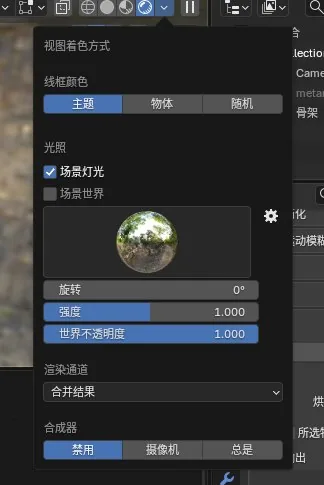 视图着色方式
线框颜色
主题 物体 随机
光照
场景灯光
场景世界
旋转 0°
强度 1.000
世界不透明度 1.000
渲染通道
合并结果
合成器
禁用 摄像机 总是
合
llection
Came
metar
骨架
动模糊
烘
所选物
出